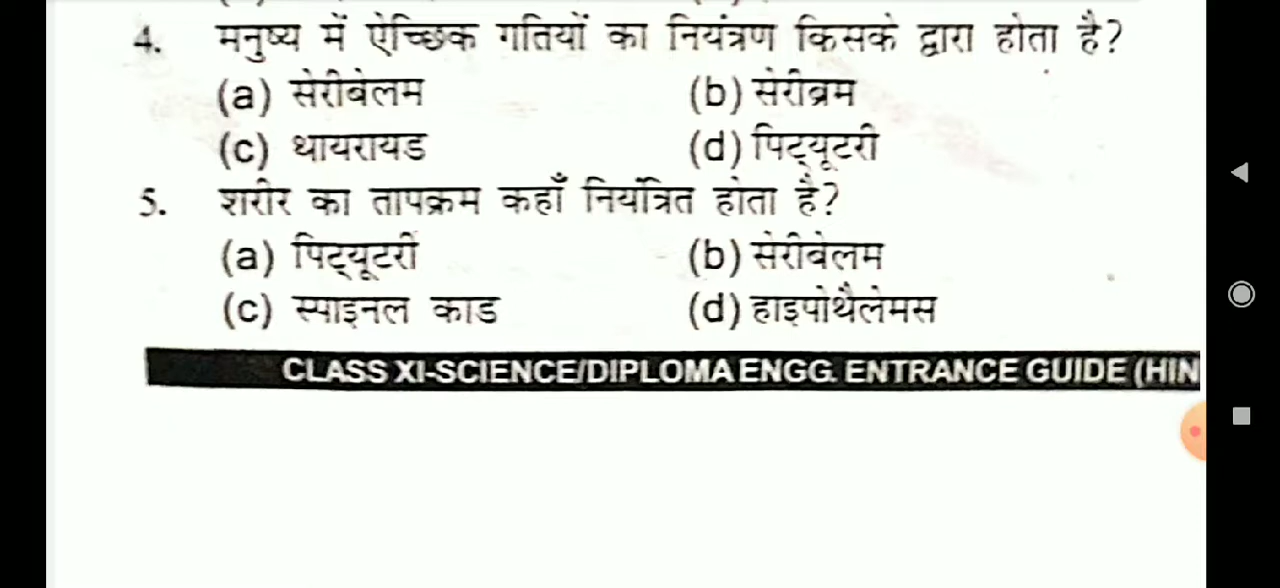 4. मनुष्य में ऐच्छिक गतियों का नियंत्रण किसके द्वारा होता है?
(a) सेरीबेलम (b) सेरीब्रम
(c) थायरायड (d) पिट्यूटरी
5. शरीर का तापक्रम कहाँ नियंत्रित होता है?
(a) पिट्यूटरी (b) सेरीबेलम
(c) स्पाइनल काड (d) हाइपोथैलेमस
CLASS XI-SCIENCE/DIPLOMA ENGG. ENTRANCE GUIDE (HIN